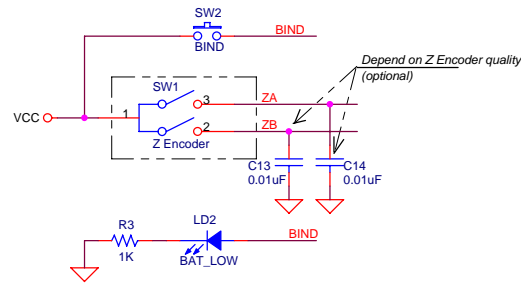 SW2
BIND
BIND
Depend on Z Encoder quality
(optional)
SW1
3
ZA
VCC
1
2
ZB
Z Encoder
C13
C14
0.01uF
0.01uF
R3
LD2
BIND
1K
BAT_LOW